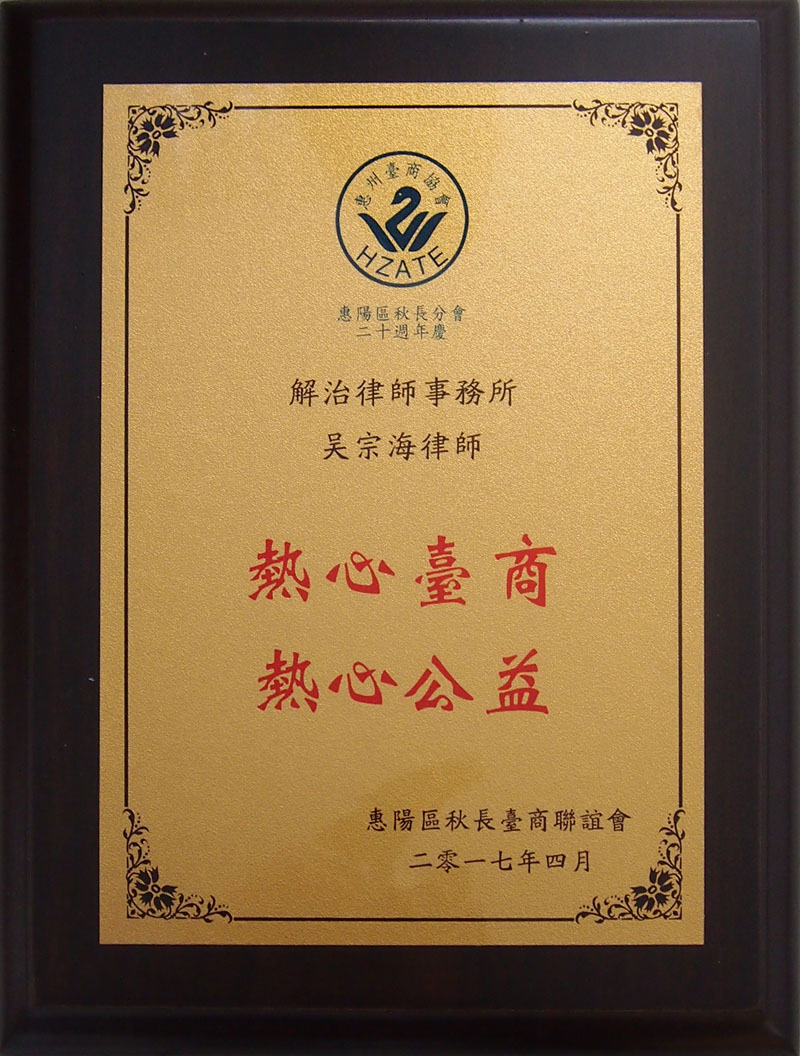 惠州臺商協會
HZATE
惠陽區秋長分會
二十週年慶
解治律師事務所
吴宗海律師
熱心臺商
熱心公益
惠陽區秋長臺商聯誼會
二零一七年四月